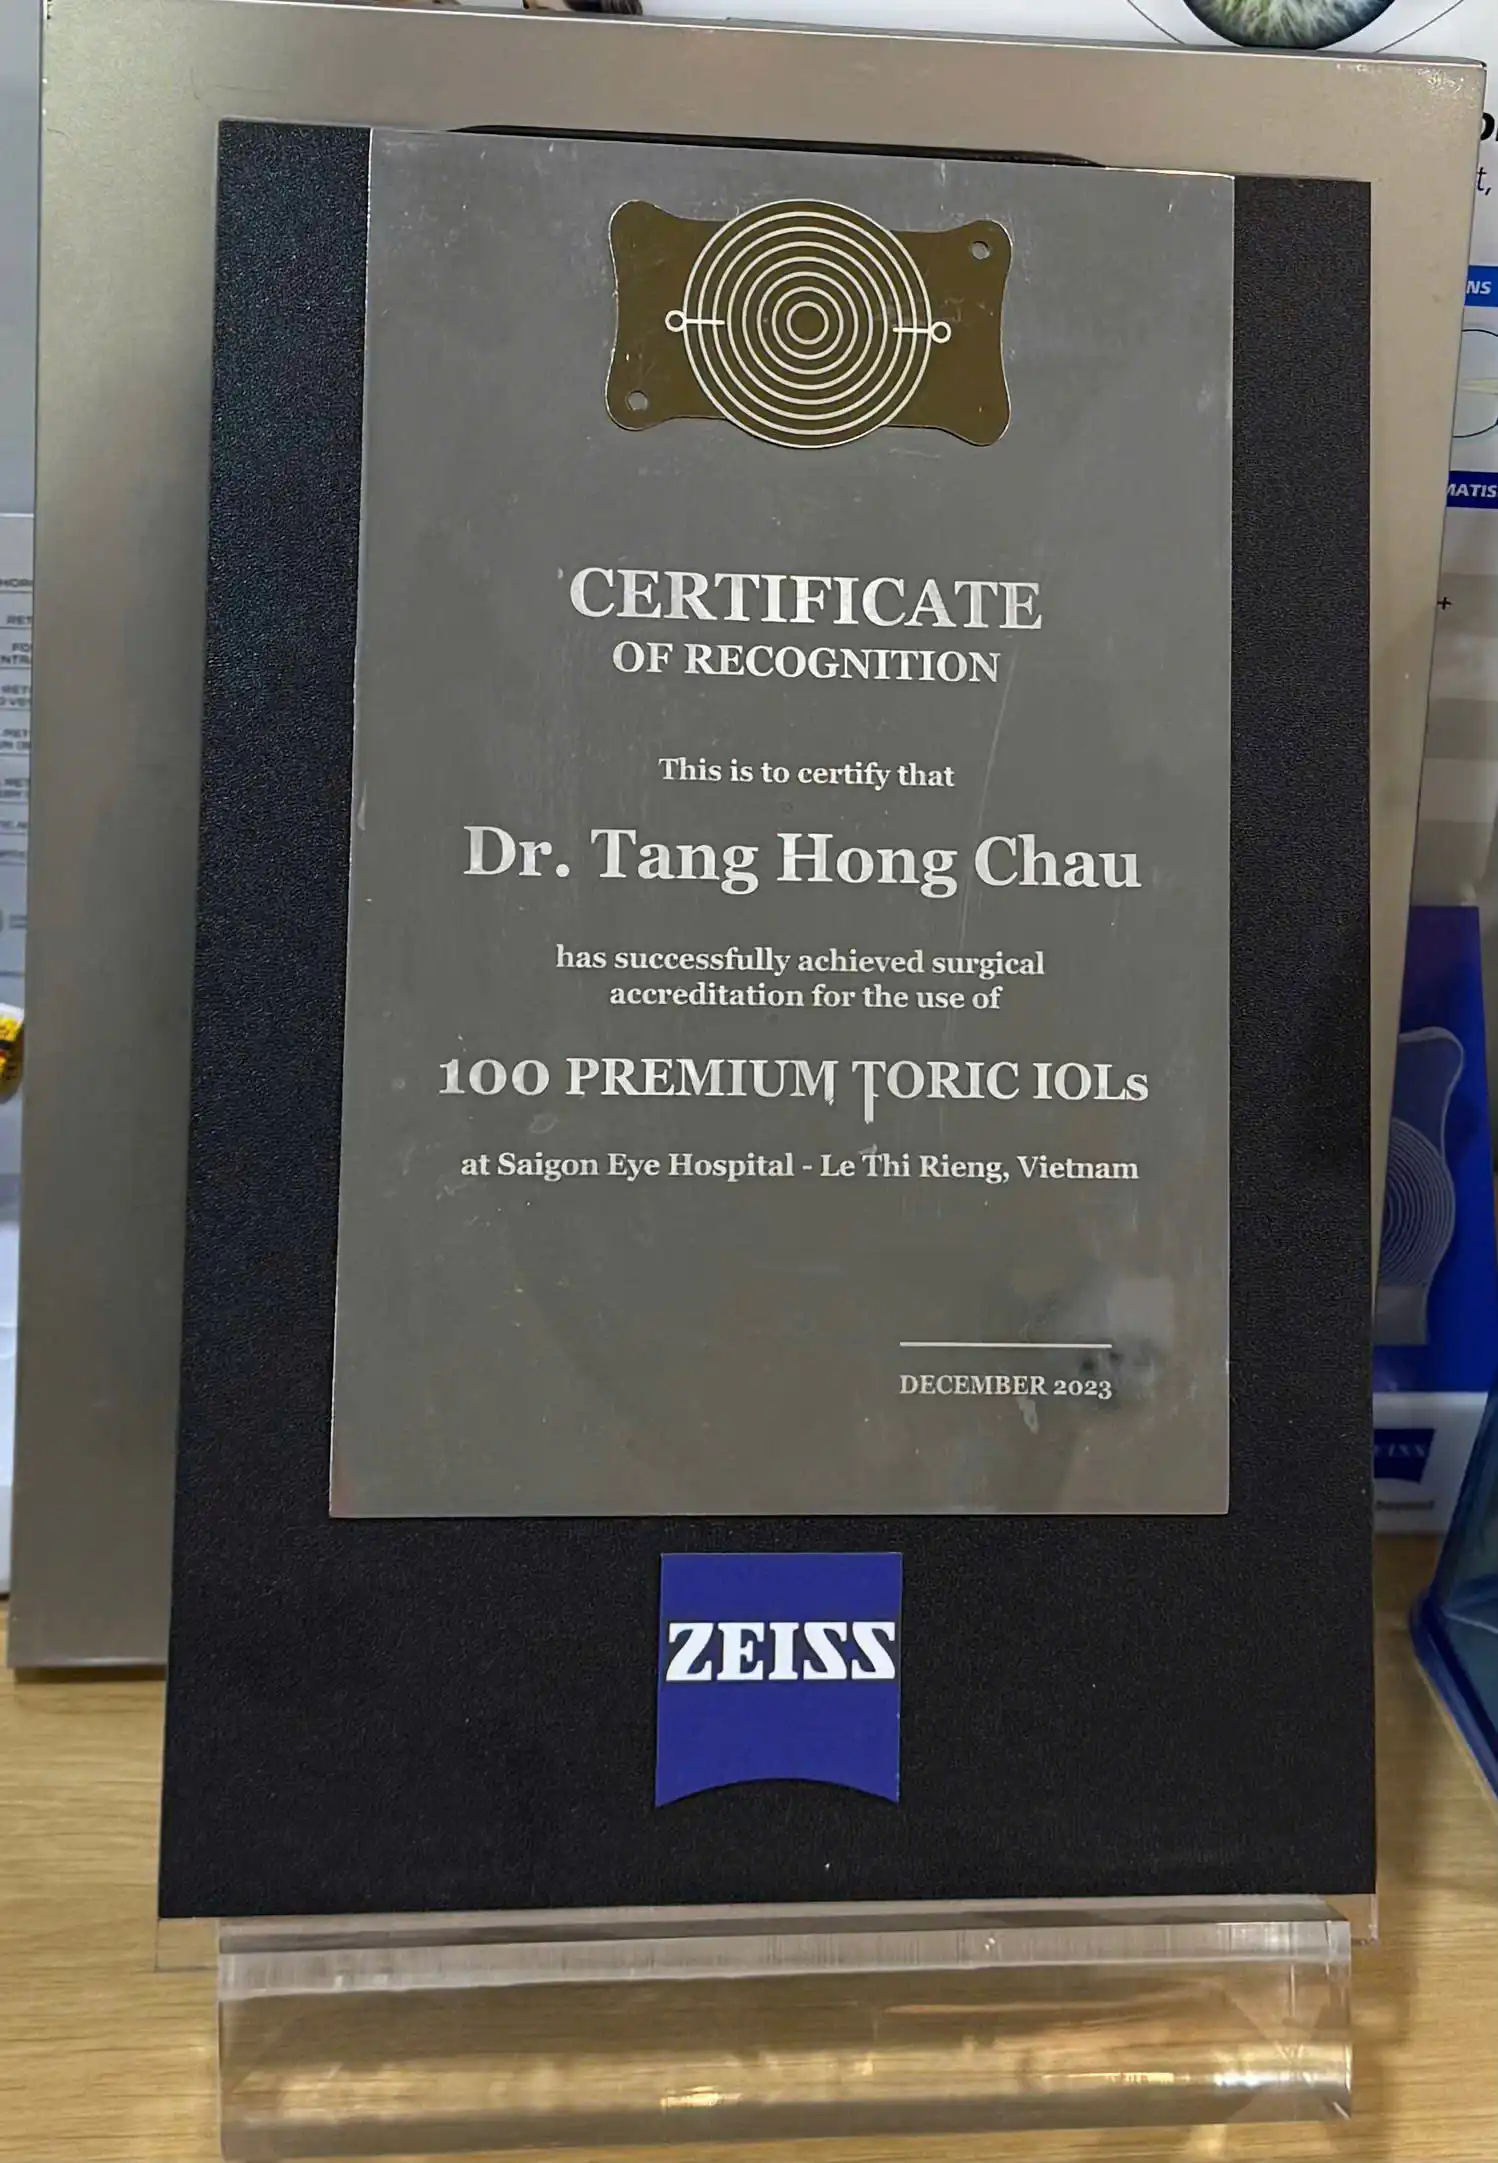 CERTIFICATE
OF RECOGNITION
This is to certify that
Dr. Tang Hong Chau
has successfully achieved surgical
accreditation for the use of
100 PREMIUM TORIC IOLs
at Saigon Eye Hospital - Le Thi Rieng, Vietnam
DECEMBER 2023
ZEISS